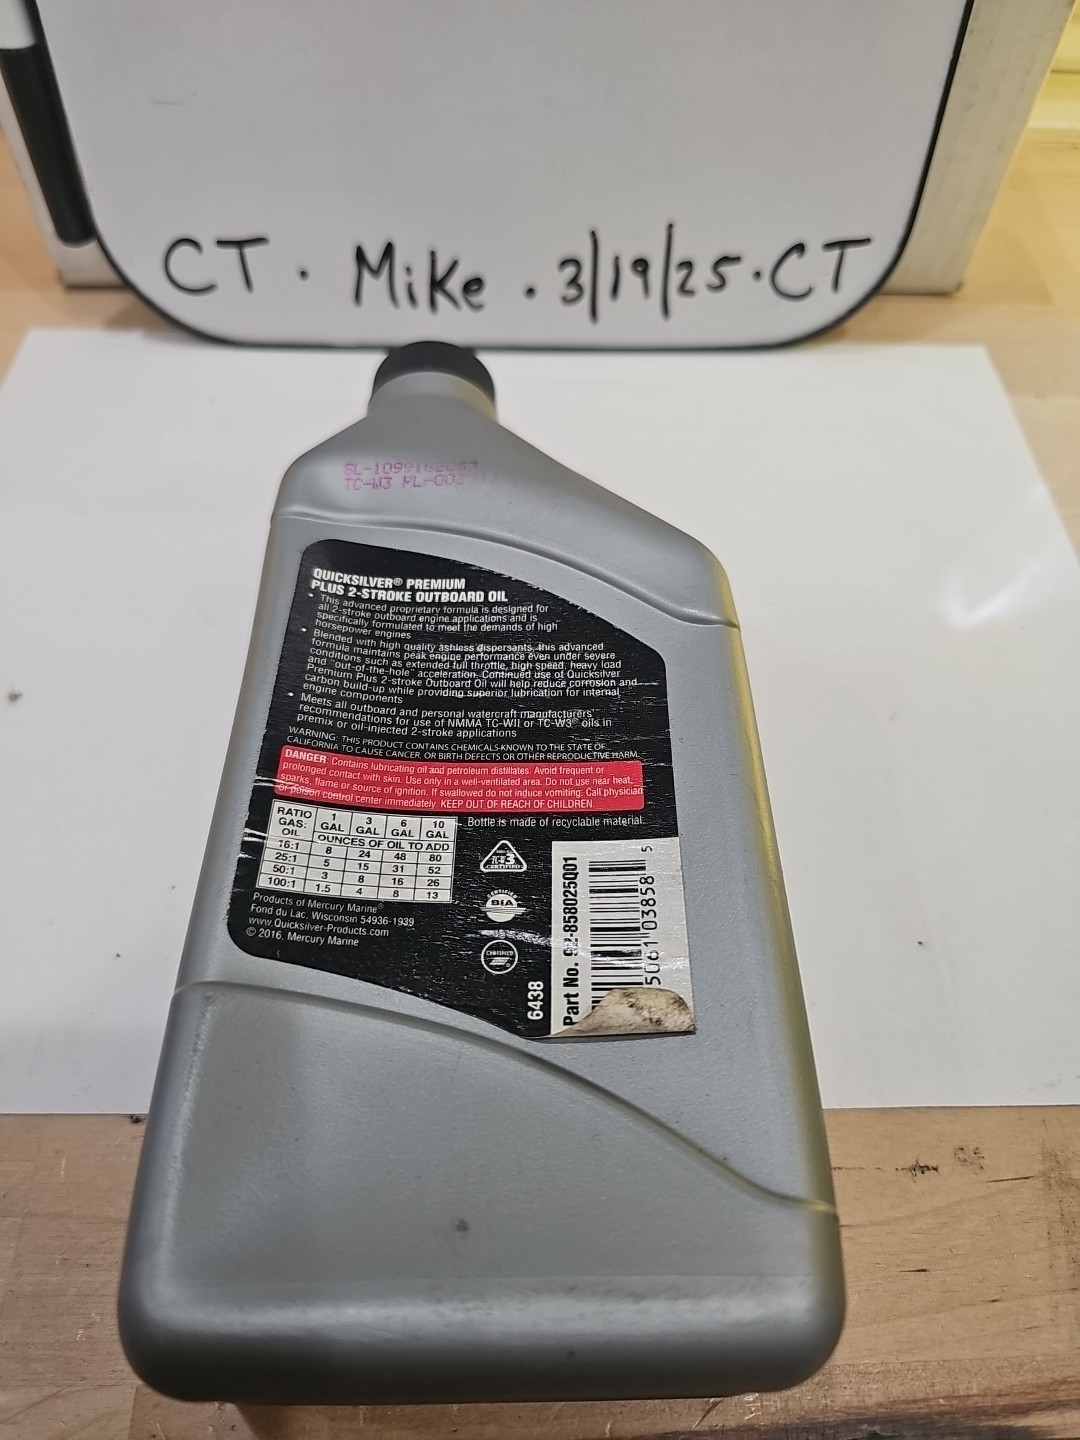 CT · Mike · 3/19/25 · CT
TC-W3
QUICKSILVER® PREMIUM
PLUS 2-STROKE OUTBOARD OIL
• This advanced proprietary formula is designed for
all 2-stroke outboard engine applications and is
specifically formulated to meet the demands of high
horsepower engines
• Blended with high quality ashless dispersants, this advanced
formula maintains peak engine performance even under severe
conditions such as extended full throttle, high speed, heavy load
and "out-of-the-hole" acceleration. Continued use of Quicksilver
Premium Plus 2-stroke Outboard Oil will help reduce corrosion and
carbon build-up while providing superior lubrication for internal
engine components
• Meets all outboard and personal watercraft manufacturers'
recommendations for use of NMMA TC-WII or TC-W3® oils in
premix or oil-injected 2-stroke applications
WARNING: THIS PRODUCT CONTAINS CHEMICALS KNOWN TO THE STATE OF
CALIFORNIA TO CAUSE CANCER, OR BIRTH DEFECTS OR OTHER REPRODUCTIVE HARM.
DANGER: Contains lubricating oil and petroleum distillates. Avoid frequent or
prolonged contact with skin. Use only in a well-ventilated area. Do not use near heat,
sparks, flame or source of ignition. If swallowed do not induce vomiting: Call physician
or poison control center immediately. KEEP OUT OF REACH OF CHILDREN.
Bottle is made of recyclable material.
RATIO GAS: OIL 1 GAL 3 GAL 6 GAL 10 GAL
OUNCES OF OIL TO ADD
16:1 8 24 48 80
25:1 5 15 31 52
50:1 3 8 16 26
100:1 1.5 4 8 13
CERTIFIED
BIA
CERTIFIED
Products of Mercury Marine®
Fond du Lac, Wisconsin 54936-1939
www.Quicksilver-Products.com
© 2016, Mercury Marine
6438
Part No. 92-858025Q01
5061 03858 5